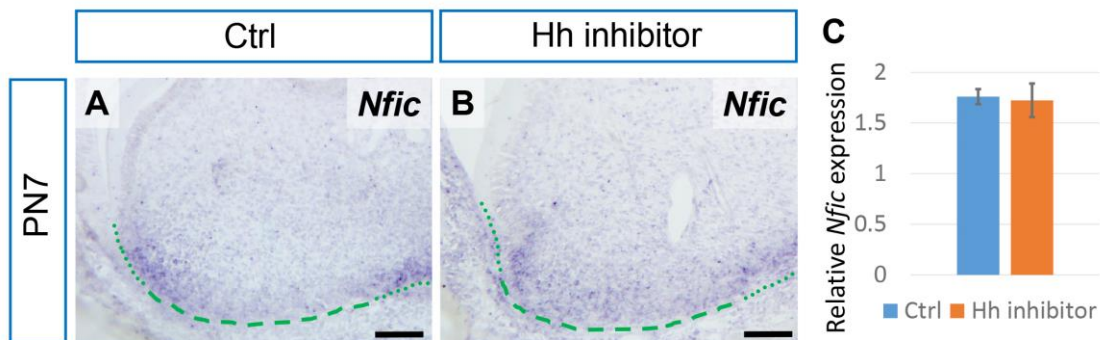 Ctrl
Hh inhibitor
PN7
A
Nfic
B
Nfic
C
Relative Nfic expression
2
1.5
1
0.5
0
Ctrl
Hh inhibitor